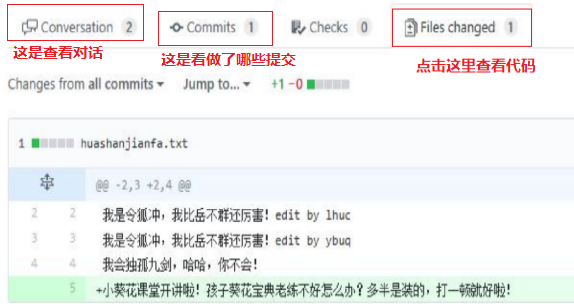 Conversation 2 Commits 1 Checks 0 Files changed 1
这是查看对话 这是看做了哪些提交 点击这里查看代码
Changes from all commits Jump to... +1 −0
1 huashanjianfa.txt
@@ -2,3 +2,4 @@
2 2 我是令狐冲，我比岳不群还厉害！edit by lhuc
3 3 我是令狐冲，我比岳不群还厉害！edit by ybuq
4 4 我会独孤九剑，哈哈，你不会！
5 +小葵花课堂开讲啦！孩子葵花宝典老练不好怎么办？多半是装的，打一顿就好啦！